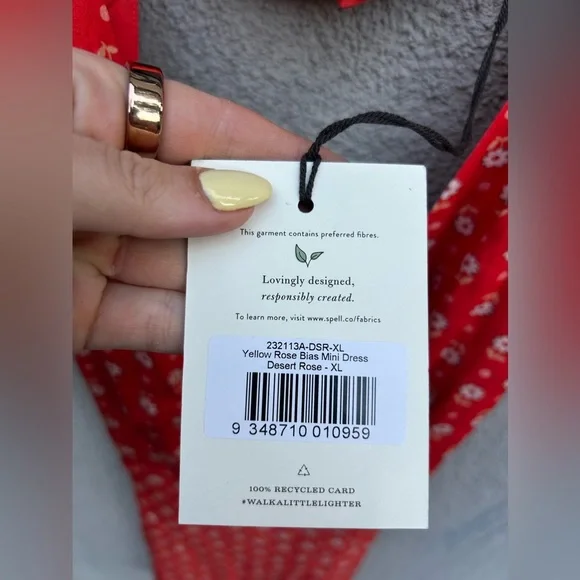 This garment contains preferred fibres.
Lovingly designed,
responsibly created.
To learn more, visit www.spell.co/fabrics
232113A-DSR-XL
Yellow Rose Bias Mini Dress
Desert Rose - XL
9 348710 010959
100% RECYCLED CARD
#WALKALITTLELIGHTER